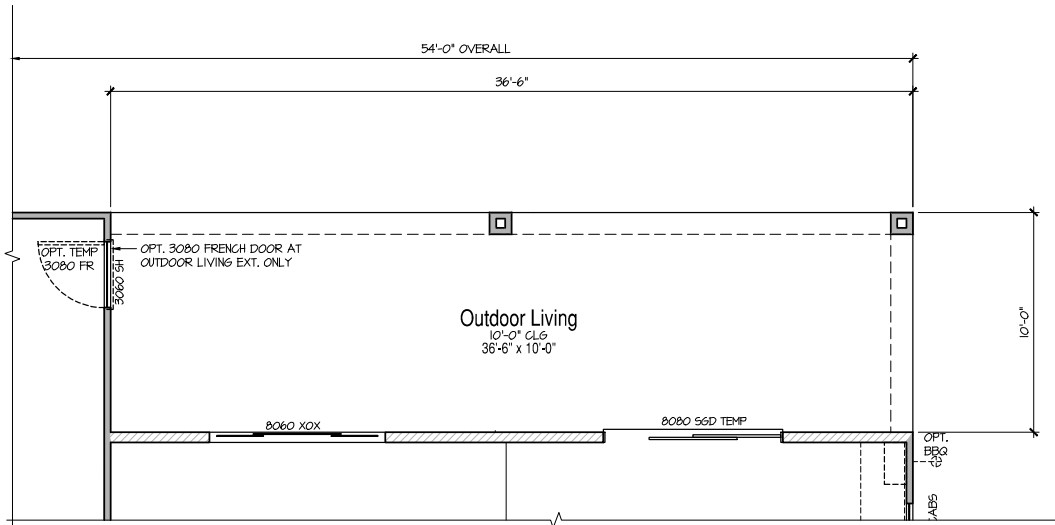 54'-0" OVERALL
36'-6"
OPT. TEMP
3080 FR
3060 SH
OPT. 3080 FRENCH DOOR AT
OUTDOOR LIVING EXT. ONLY
Outdoor Living
10'-0" CLG
36'-6" x 10'-0"
10'-0"
8060 XOX
8080 SGD TEMP
OPT.
BBQ
CABS